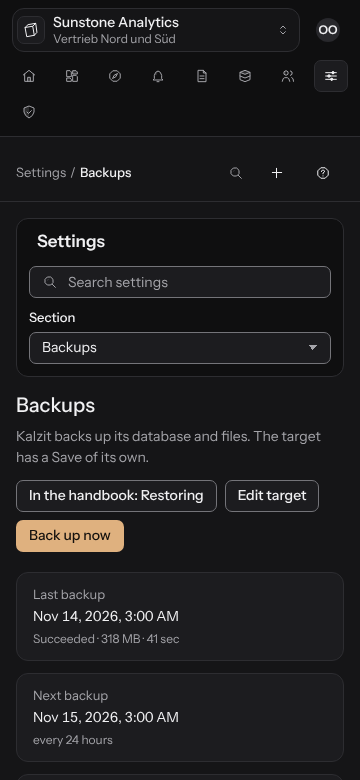 Sunstone Analytics
Vertrieb Nord und Süd
OO
Settings / Backups
Settings
Search settings
Section
Backups
Backups
Kalzit backs up its database and files. The target
has a Save of its own.
In the handbook: Restoring
Edit target
Back up now
Last backup
Nov 14, 2026, 3:00 AM
Succeeded · 318 MB · 41 sec
Next backup
Nov 15, 2026, 3:00 AM
every 24 hours